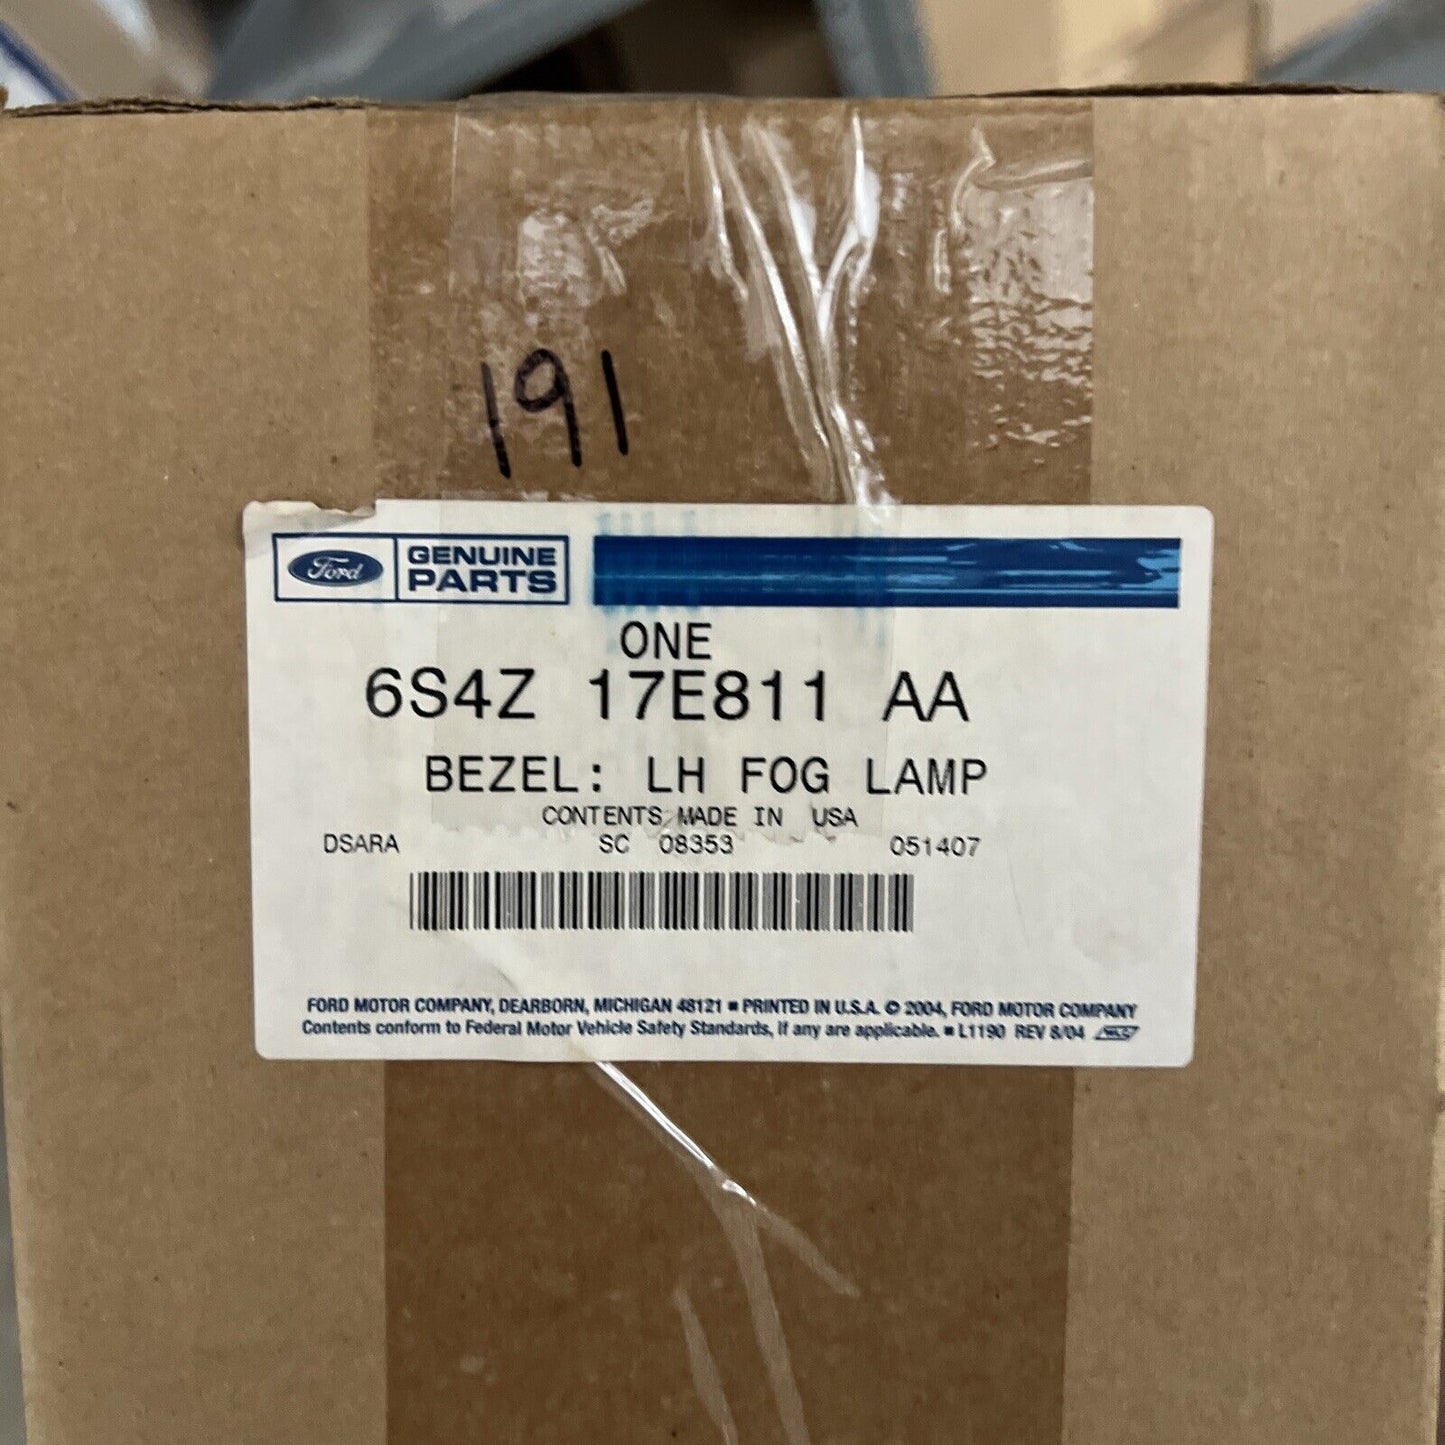 191
Ford GENUINE PARTS
ONE
6S4Z 17E811 AA
BEZEL: LH FOG LAMP
CONTENTS MADE IN USA
DSARA SC 08353 051407
FORD MOTOR COMPANY, DEARBORN, MICHIGAN 48121 ■ PRINTED IN U.S.A. © 2004, FORD MOTOR COMPANY
Contents conform to Federal Motor Vehicle Safety Standards, if any are applicable. ■ L1190 REV 8/04